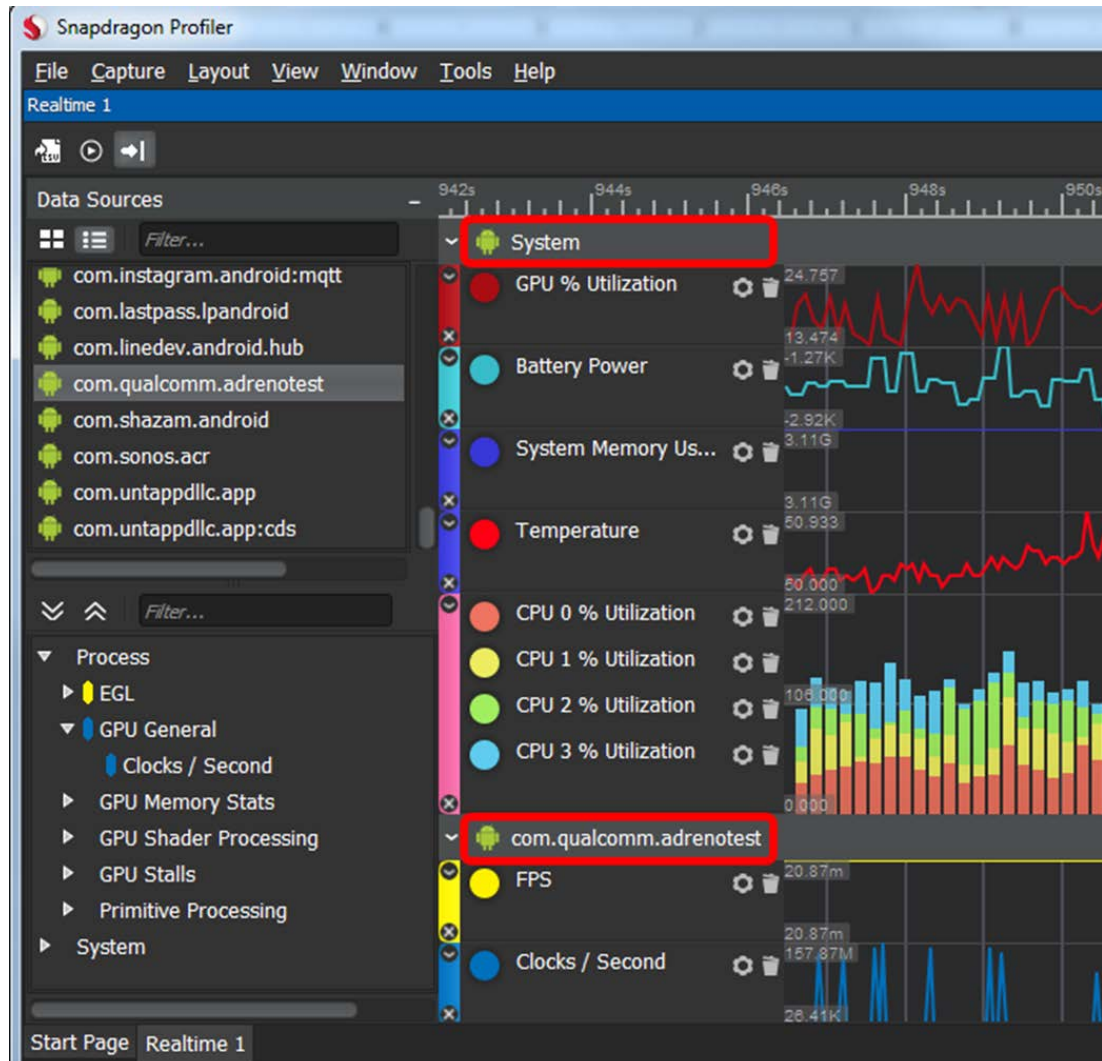 Snapdragon Profiler
File Capture Layout View Window Tools Help
Realtime 1
csv
Data Sources
Filter...
com.instagram.android:mqtt
com.lastpass.lpandroid
com.linedev.android.hub
com.qualcomm.adrenotest
com.shazam.android
com.sonos.acr
com.untappdllc.app
com.untappdllc.app:cds
Filter...
Process
EGL
GPU General
Clocks / Second
GPU Memory Stats
GPU Shader Processing
GPU Stalls
Primitive Processing
System
942s 944s 946s 948s 950s
System
GPU % Utilization
24.757
13.474
Battery Power
-1.27K
-2.92K
System Memory Us...
3.11G
3.11G
Temperature
50.933
50.000
CPU 0 % Utilization
212.000
CPU 1 % Utilization
CPU 2 % Utilization
106.000
CPU 3 % Utilization
0.000
com.qualcomm.adrenotest
FPS
20.87m
20.87m
Clocks / Second
157.87M
26.41K
Start Page Realtime 1